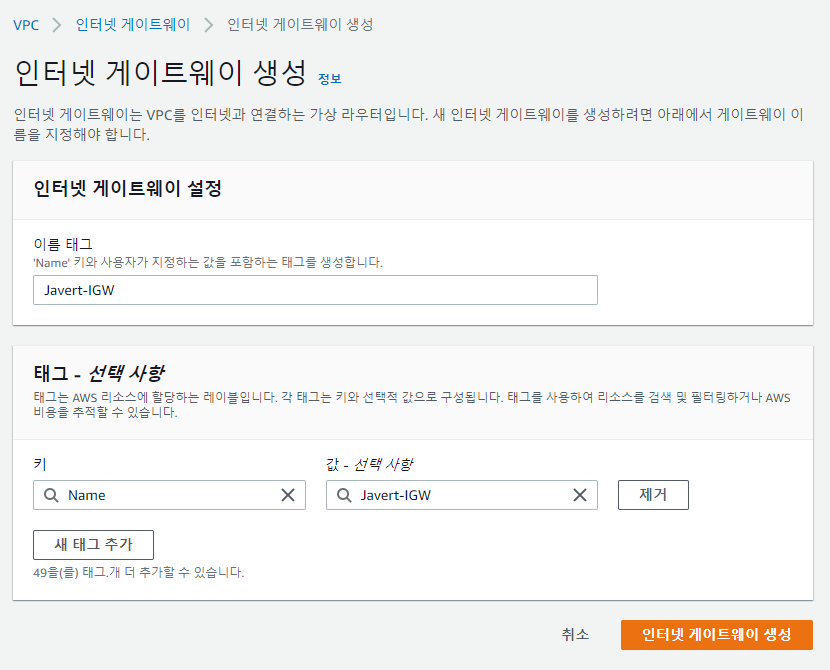 VPC > 인터넷 게이트웨이 > 인터넷 게이트웨이 생성
인터넷 게이트웨이 생성 정보
인터넷 게이트웨이는 VPC를 인터넷과 연결하는 가상 라우터입니다. 새 인터넷 게이트웨이를 생성하려면 아래에서 게이트웨이 이
름을 지정해야 합니다.
인터넷 게이트웨이 설정
이름 태그
'Name' 키와 사용자가 지정하는 값을 포함하는 태그를 생성합니다.
Javert-IGW
태그 - 선택 사항
태그는 AWS 리소스에 할당하는 레이블입니다. 각 태그는 키와 선택적 값으로 구성됩니다. 태그를 사용하여 리소스를 검색 및 필터링하거나 AWS
비용을 추적할 수 있습니다.
키 값 - 선택 사항
Name Javert-IGW 제거
새 태그 추가
49을(를) 태그.개 더 추가할 수 있습니다.
취소 인터넷 게이트웨이 생성